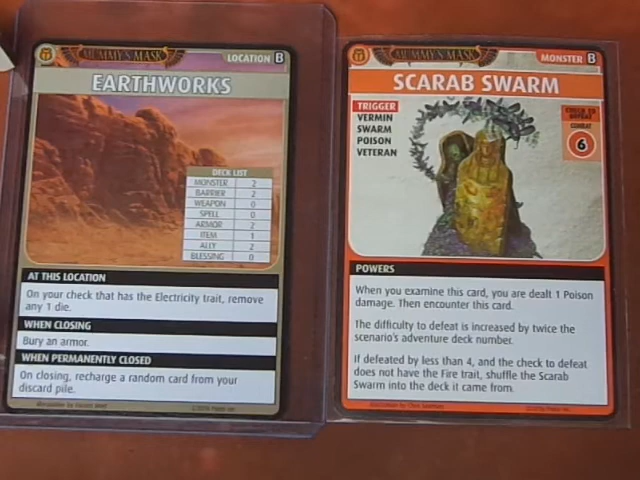 MUMMY'S MASK
LOCATION B
EARTHWORKS
DECK LIST
MONSTER 2
BARRIER 2
WEAPON 0
SPELL 0
ARMOR 2
ITEM 1
ALLY 2
BLESSING 0
AT THIS LOCATION
On your check that has the Electricity trait, remove
any 1 die.
WHEN CLOSING
Bury an armor.
WHEN PERMANENTLY CLOSED
On closing, recharge a random card from your
discard pile.
MUMMY'S MASK
MONSTER B
SCARAB SWARM
TRIGGER
VERMIN
SWARM
POISON
VETERAN
CHECK TO
DEFEAT
COMBAT
6
POWERS
When you examine this card, you are dealt 1 Poison
damage. Then encounter this card.
The difficulty to defeat is increased by twice the
scenario's adventure deck number.
If defeated by less than 4, and the check to defeat
does not have the Fire trait, shuffle the Scarab
Swarm into the deck it came from.